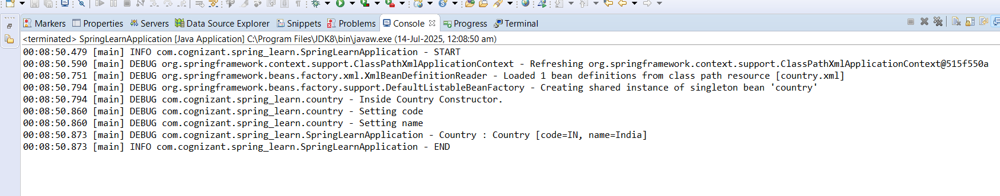 Markers Properties Servers Data Source Explorer Snippets Problems Console Progress Terminal
<terminated> SpringLearnApplication [Java Application] C:\Program Files\JDK8\bin\javaw.exe (14-Jul-2025, 12:08:50 am)
00:08:50.479 [main] INFO com.cognizant.spring_learn.SpringLearnApplication - START
00:08:50.590 [main] DEBUG org.springframework.context.support.ClassPathXmlApplicationContext - Refreshing org.springframework.context.support.ClassPathXmlApplicationContext@515f550a
00:08:50.751 [main] DEBUG org.springframework.beans.factory.xml.XmlBeanDefinitionReader - Loaded 1 bean definitions from class path resource [country.xml]
00:08:50.794 [main] DEBUG org.springframework.beans.factory.support.DefaultListableBeanFactory - Creating shared instance of singleton bean 'country'
00:08:50.794 [main] DEBUG com.cognizant.spring_learn.country - Inside Country Constructor.
00:08:50.860 [main] DEBUG com.cognizant.spring_learn.country - Setting code
00:08:50.860 [main] DEBUG com.cognizant.spring_learn.country - Setting name
00:08:50.873 [main] DEBUG com.cognizant.spring_learn.SpringLearnApplication - Country : Country [code=IN, name=India]
00:08:50.873 [main] INFO com.cognizant.spring_learn.SpringLearnApplication - END